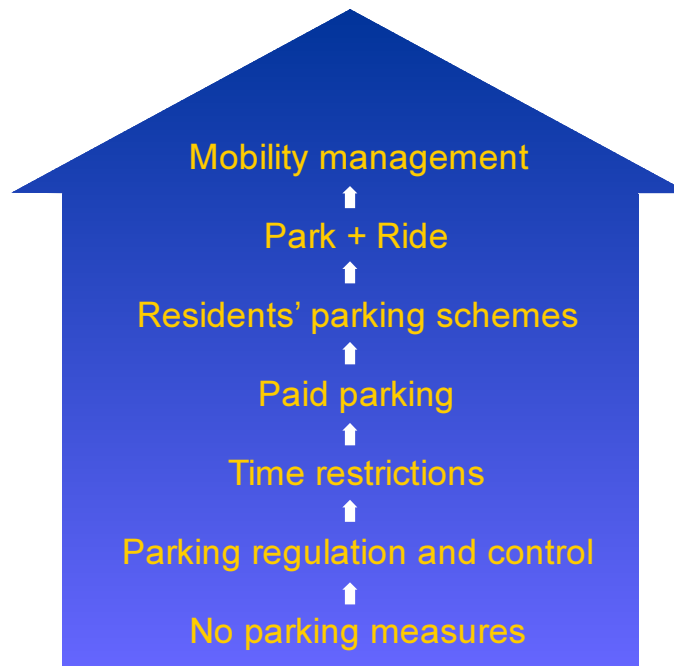 Mobility management
Park + Ride
Residents’ parking schemes
Paid parking
Time restrictions
Parking regulation and control
No parking measures